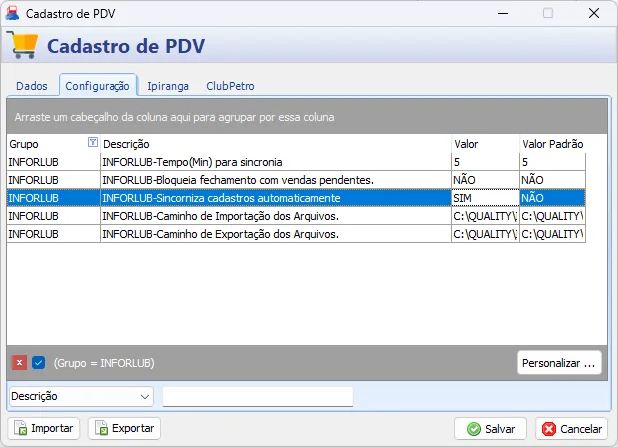 Cadastro de PDV
Cadastro de PDV
Dados Configuração Ipiranga ClubPetro
Arraste um cabeçalho da coluna aqui para agrupar por essa coluna
Grupo Descrição Valor Valor Padrão
INFORLUB INFORLUB-Tempo(Min) para sincronia 5 5
INFORLUB INFORLUB-Bloqueia fechamento com vendas pendentes. NÃO NÃO
INFORLUB INFORLUB-Sincorniza cadastros automaticamente SIM NÃO
INFORLUB INFORLUB-Caminho de Importação dos Arquivos. C:\QUALITY\ C:\QUALITY\
INFORLUB INFORLUB-Caminho de Exportação dos Arquivos. C:\QUALITY\ C:\QUALITY\
(Grupo = INFORLUB) Personalizar ...
Descrição
Importar Exportar Salvar Cancelar